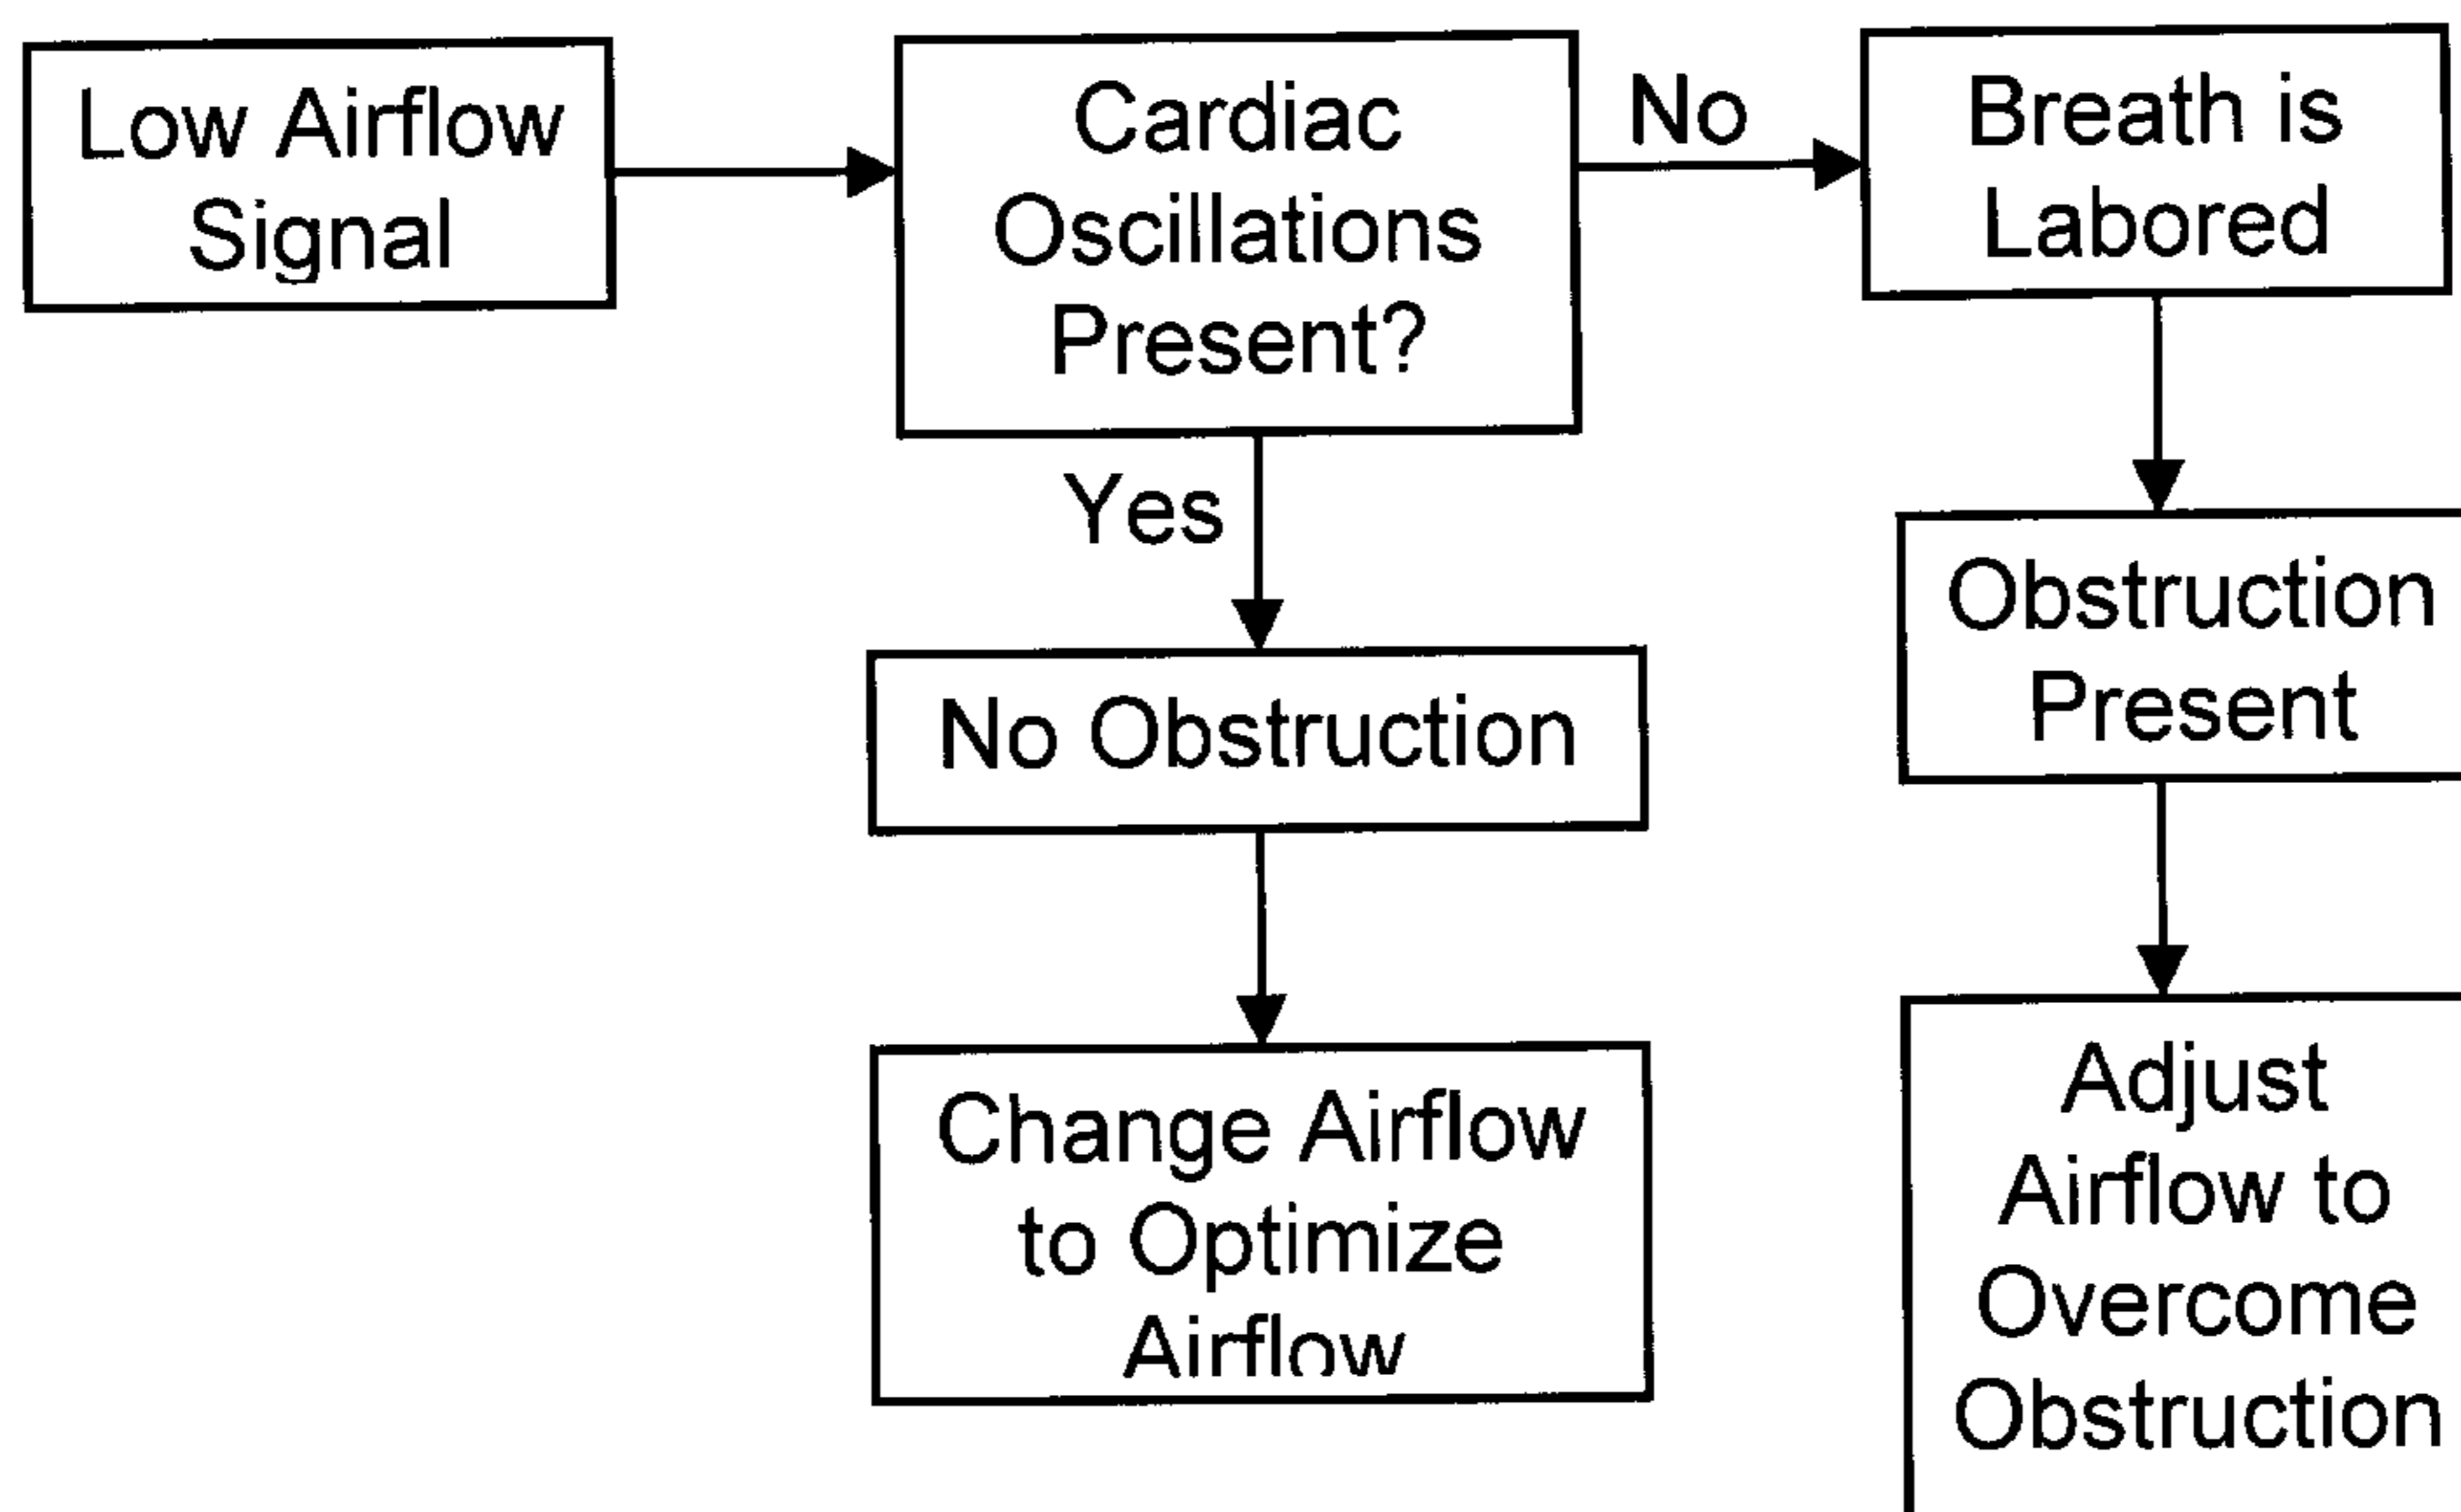 Low Airflow
Signal
Cardiac
Oscillations
Present?
No
Breath is
Labored
Yes
No Obstruction
Obstruction
Present
Change Airflow
to Optimize
Airflow
Adjust
Airflow to
Overcome
Obstruction